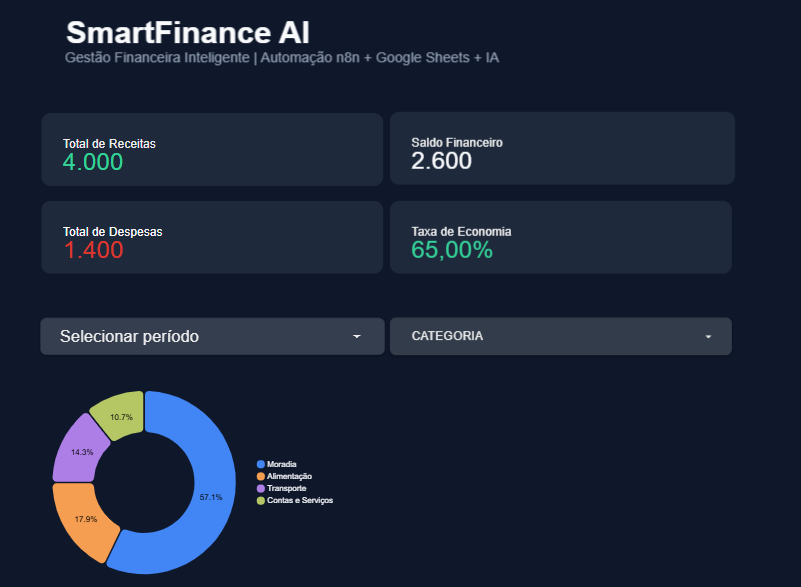 SmartFinance AI
Gestão Financeira Inteligente | Automação n8n + Google Sheets + IA
Total de Receitas
4.000
Saldo Financeiro
2.600
Total de Despesas
1.400
Taxa de Economia
65,00%
Selecionar período
CATEGORIA
10.7%
14.3%
57.1%
17.9%
Moradia
Alimentação
Transporte
Contas e Serviços